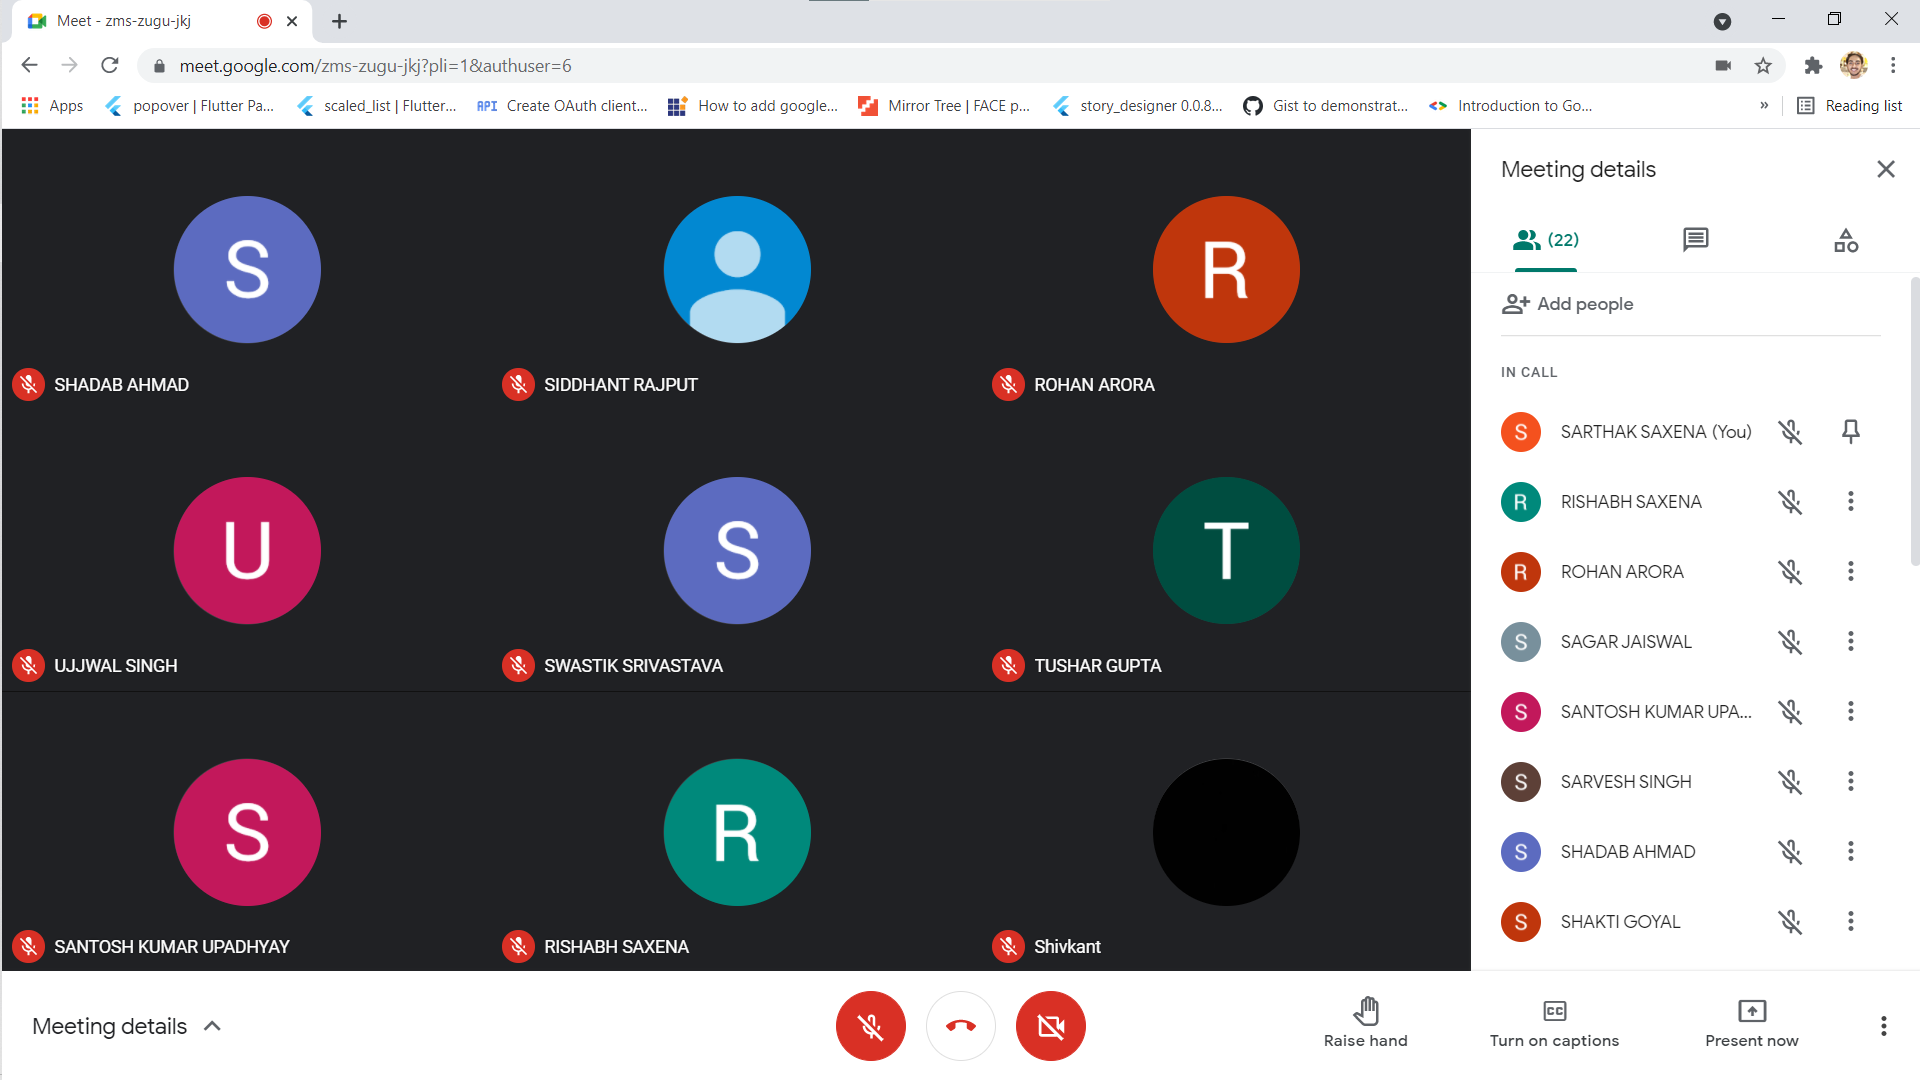 Meet - zms-zugu-jkj
meet.google.com/zms-zugu-jkj?pli=1&authuser=6
Apps
popover | Flutter Pa...
scaled_list | Flutter...
API
Create OAuth client...
How to add google...
Mirror Tree | FACE p...
story_designer 0.0.8...
Gist to demonstrat...
Introduction to Go...
»
Reading list
S
SHADAB AHMAD
SIDDHANT RAJPUT
R
ROHAN ARORA
U
UJJWAL SINGH
S
SWASTIK SRIVASTAVA
T
TUSHAR GUPTA
S
SANTOSH KUMAR UPADHYAY
R
RISHABH SAXENA
Shivkant
Meeting details
(22)
Add people
IN CALL
S SARTHAK SAXENA (You)
R RISHABH SAXENA
R ROHAN ARORA
S SAGAR JAISWAL
S SANTOSH KUMAR UPA...
S SARVESH SINGH
S SHADAB AHMAD
S SHAKTI GOYAL
Meeting details
Raise hand
CC
Turn on captions
Present now